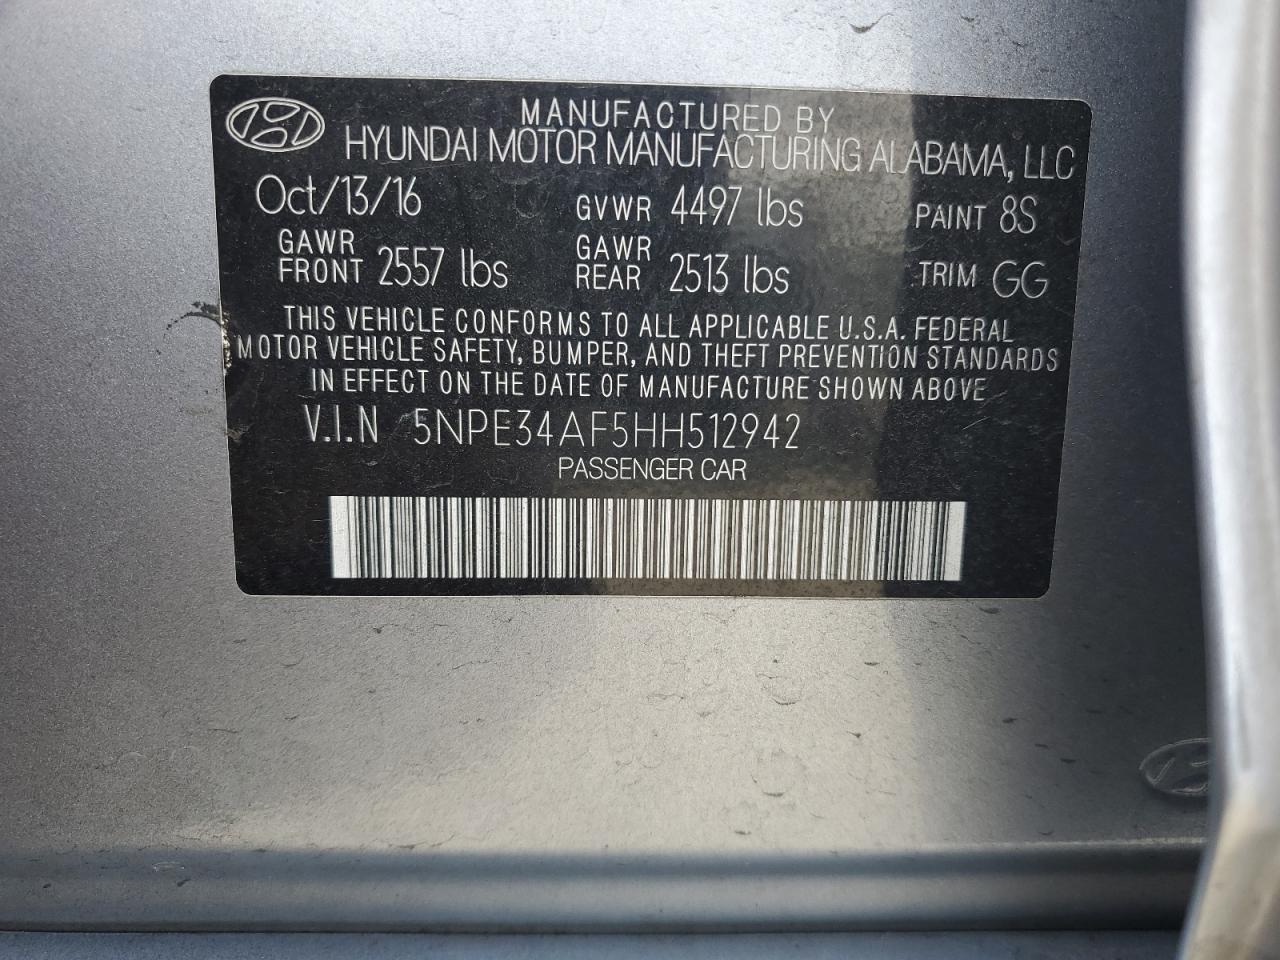 MANUFACTURED BY
HYUNDAI MOTOR MANUFACTURING ALABAMA, LLC
Oct/13/16 GVWR 4497 lbs PAINT 8S
GAWR FRONT 2557 lbs GAWR REAR 2513 lbs TRIM GG
THIS VEHICLE CONFORMS TO ALL APPLICABLE U.S.A. FEDERAL
MOTOR VEHICLE SAFETY, BUMPER, AND THEFT PREVENTION STANDARDS
IN EFFECT ON THE DATE OF MANUFACTURE SHOWN ABOVE
V.I.N 5NPE34AF5HH512942
PASSENGER CAR